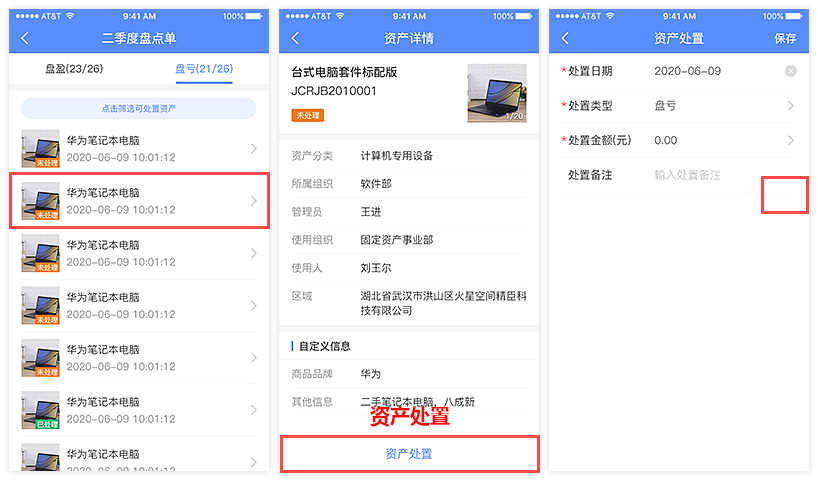 ●●●●● AT&T 9:41 AM 100%
二季度盘点单
盘盈(23/26) 盘亏(21/26)
点击筛选可处置资产
华为笔记本电脑
2020-06-09 10:01:12
未处理
华为笔记本电脑
2020-06-09 10:01:12
未处理
华为笔记本电脑
2020-06-09 10:01:12
未处理
华为笔记本电脑
2020-06-09 10:01:12
未处理
华为笔记本电脑
2020-06-09 10:01:12
未处理
华为笔记本电脑
2020-06-09 10:01:12
已处理
华为笔记本电脑
2020-06-09 10:01:12
●●●●● AT&T 9:41 AM 100%
资产详情
台式电脑套件标配版
JCRJB2010001
未处理
1/20
资产分类 计算机专用设备
所属组织 软件部
管理员 王进
使用组织 固定资产事业部
使用人 刘王尔
区域 湖北省武汉市洪山区火星空间精臣科
技有限公司
自定义信息
商品品牌 华为
其他信息 二手笔记本电脑，八成新
资产处置
资产处置
●●●●● AT&T 9:41 AM 100%
资产处置 保存
*处置日期 2020-06-09
*处置类型 盘亏
*处置金额(元) 0.00
处置备注 输入处置备注